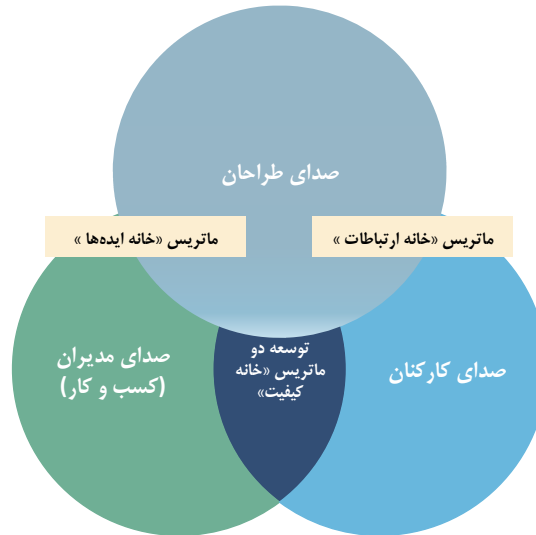 صدای طراحان
ماتریس «خانه ارتباطات »
ماتریس «خانه ایده‌ها »
توسعه دو
ماتریس «خانه
کیفیت»
صدای کارکنان
صدای مدیران
(کسب و کار)